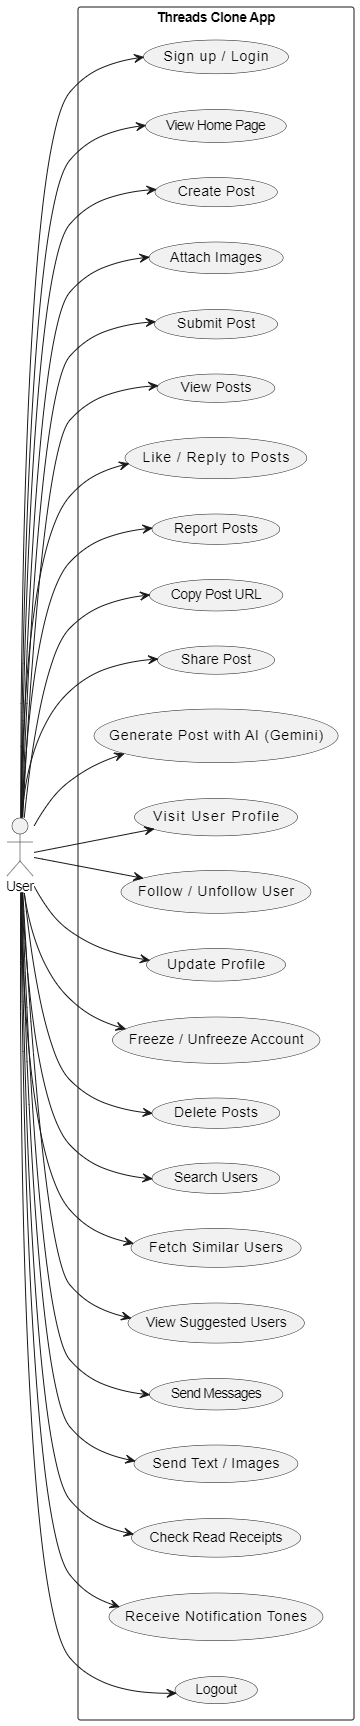 Threads Clone App
Sign up / Login
View Home Page
Create Post
Attach Images
Submit Post
View Posts
Like / Reply to Posts
Report Posts
Copy Post URL
Share Post
Generate Post with AI (Gemini)
Visit User Profile
User
Follow / Unfollow User
Update Profile
Freeze / Unfreeze Account
Delete Posts
Search Users
Fetch Similar Users
View Suggested Users
Send Messages
Send Text / Images
Check Read Receipts
Receive Notification Tones
Logout